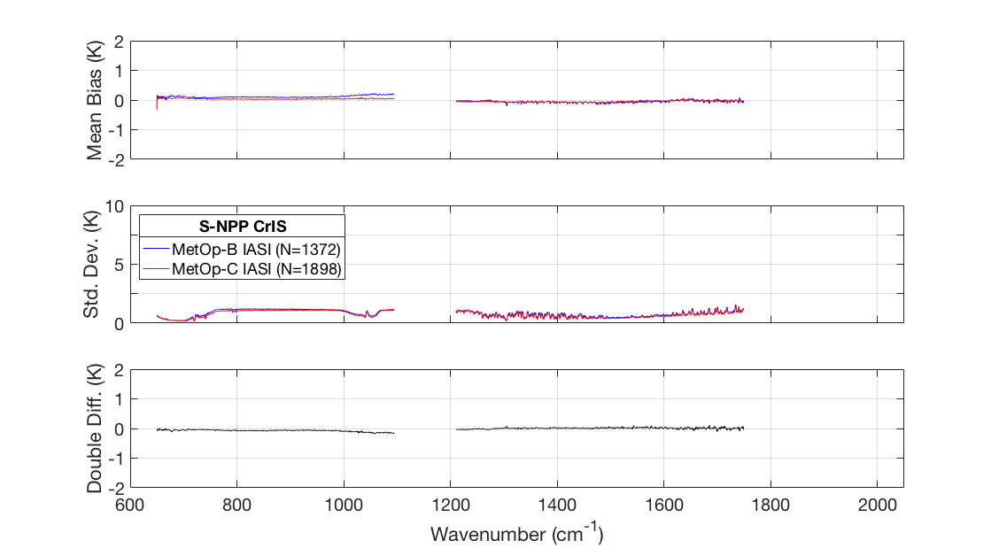 Mean Bias (K)
2
1
0
-1
-2
Std. Dev. (K)
10
5
0
S-NPP CrIS
MetOp-B IASI (N=1372)
MetOp-C IASI (N=1898)
Double Diff. (K)
2
1
0
-1
-2
600 800 1000 1200 1400 1600 1800 2000
Wavenumber (cm⁻¹)